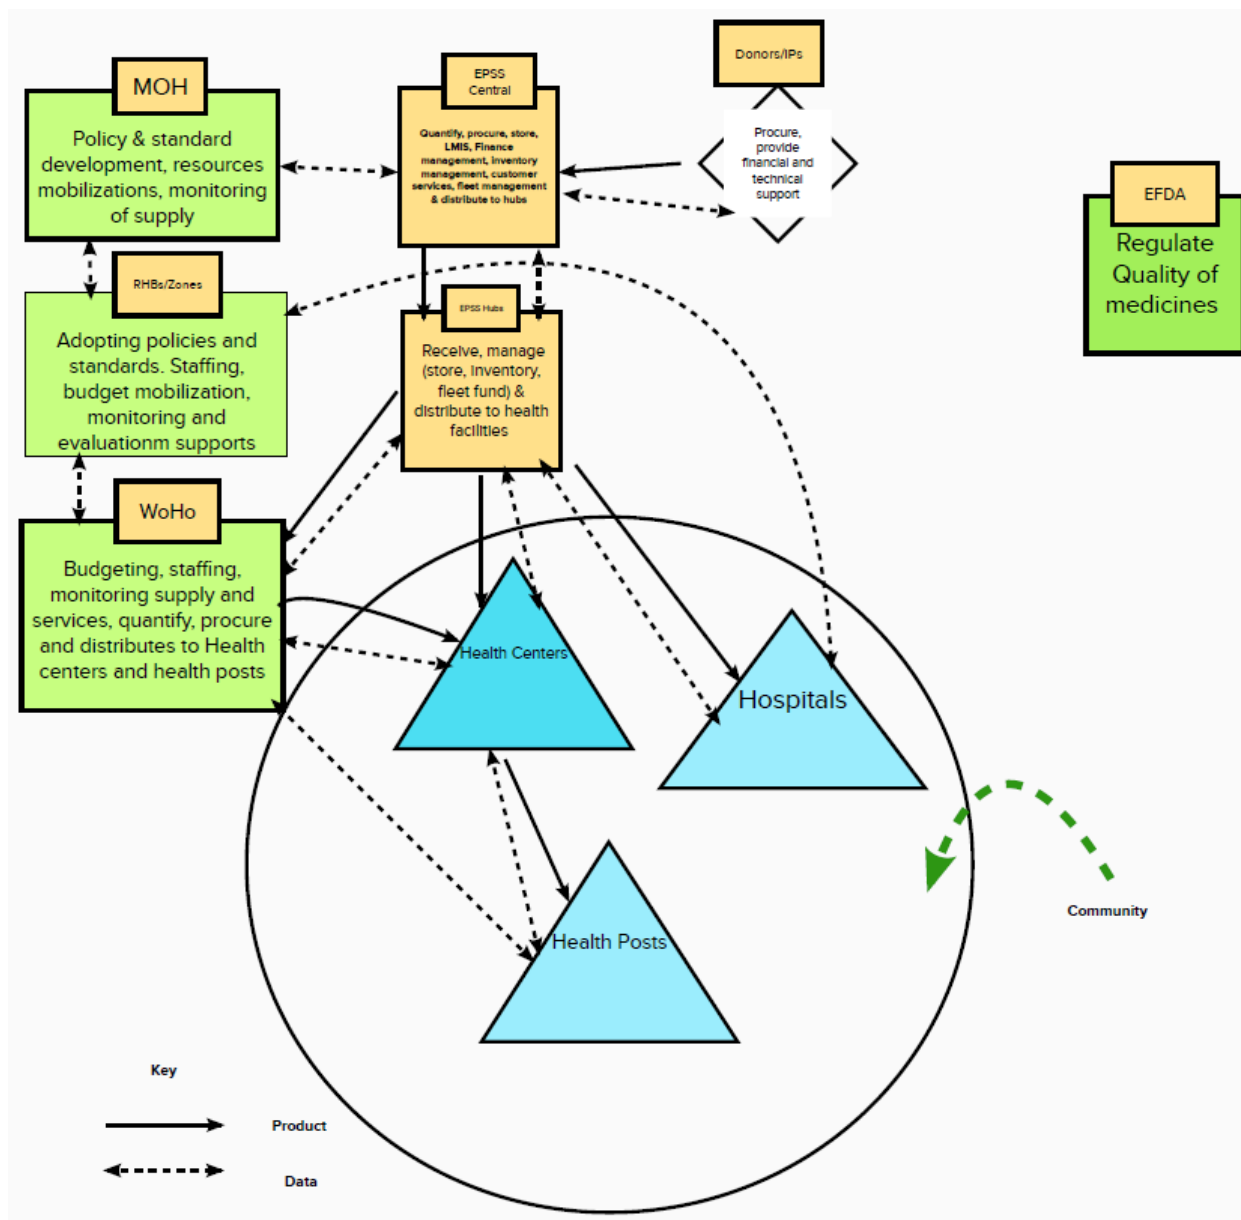 MOH
Policy & standard
development, resources
mobilizations, monitoring
of supply
EPSS
Central
Quantify, procure, store,
LMIS, Finance
management, inventory
management, customer
services, fleet management
& distribute to hubs
Donors/IPs
Procure,
provide
financial and
technical
support
EFDA
Regulate
Quality of
medicines
RHBs/Zones
Adopting policies and
standards. Staffing,
budget mobilization,
monitoring and
evaluationm supports
EPSS Hubs
Receive, manage
(store, inventory,
fleet fund) &
distribute to health
facilities
WoHo
Budgeting, staffing,
monitoring supply and
services, quantify, procure
and distributes to Health
centers and health posts
Health Centers
Hospitals
Health Posts
Community
Key
Product
Data